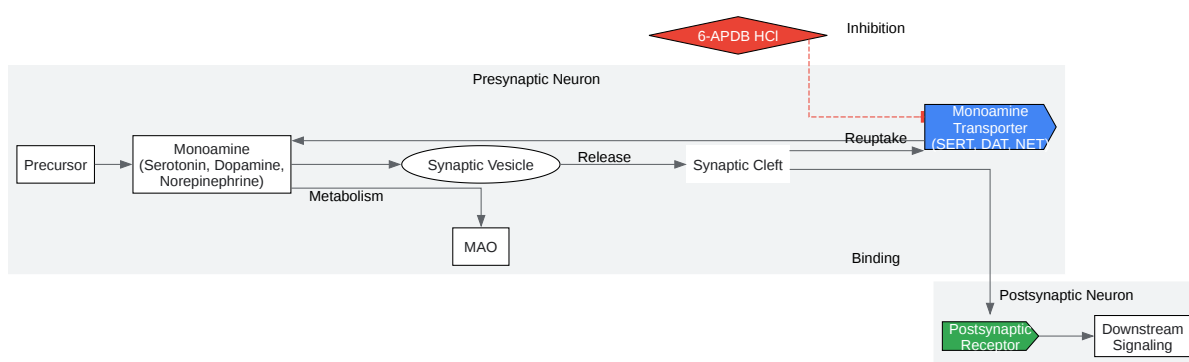 6-APDB HCl
Inhibition
Presynaptic Neuron
Monoamine
Transporter
(SERT, DAT, NET)
Reuptake
Precursor
Monoamine
(Serotonin, Dopamine,
Norepinephrine)
Synaptic Vesicle
Release
Synaptic Cleft
Metabolism
MAO
Binding
Postsynaptic Neuron
Postsynaptic
Receptor
Downstream
Signaling